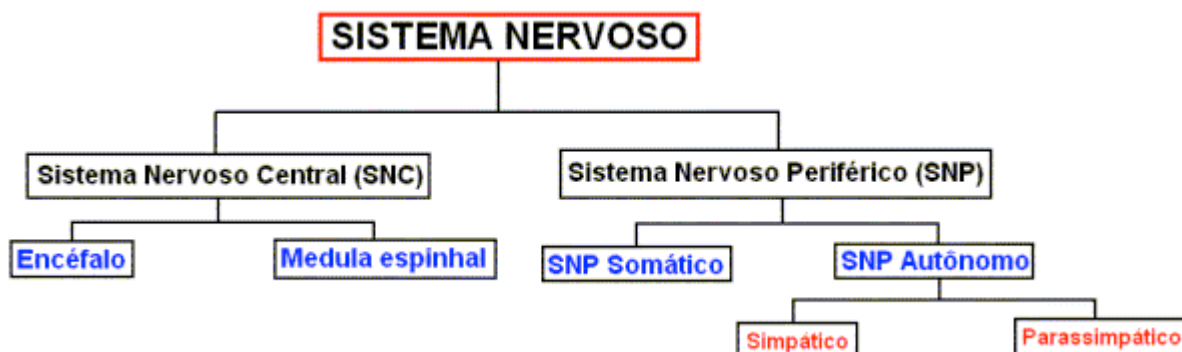 SISTEMA NERVOSO
Sistema Nervoso Central (SNC)
Sistema Nervoso Periférico (SNP)
Encéfalo
Medula espinhal
SNP Somático
SNP Autônomo
Simpático
Parassimpático